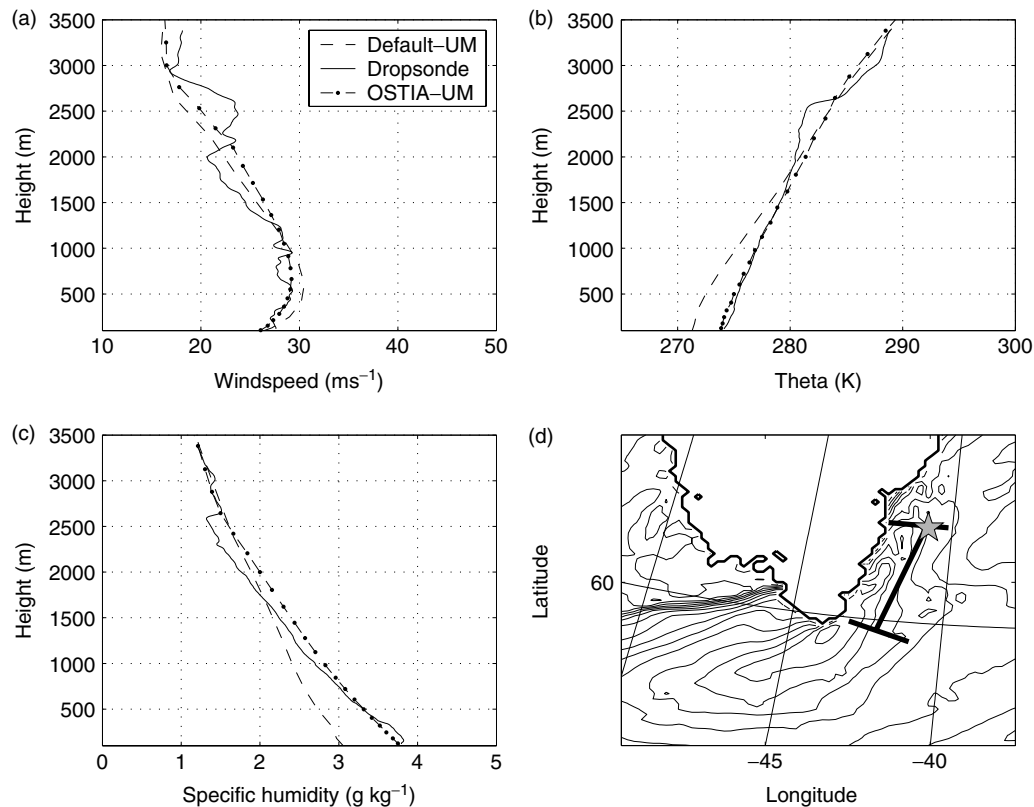 (a)
3500
3000
2500
2000
1500
1000
500
Height (m)
10 20 30 40 50
Windspeed (ms−1)
Default–UM
Dropsonde
OSTIA–UM
(b)
3500
3000
2500
2000
1500
1000
500
Height (m)
270 280 290 300
Theta (K)
(c)
3500
3000
2500
2000
1500
1000
500
Height (m)
0 1 2 3 4 5
Specific humidity (g kg−1)
(d)
Latitude
60
−45 −40
Longitude